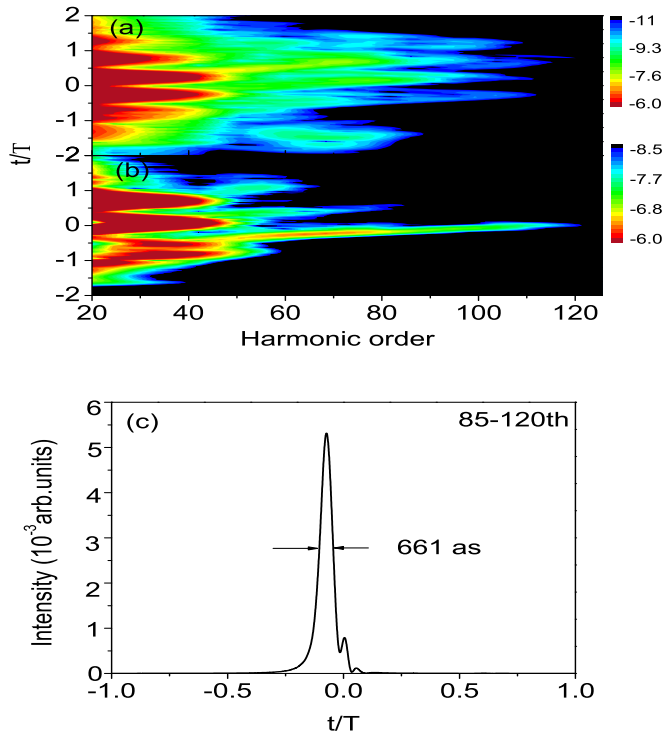 2
(a)
1
0
-1
-2
(b)
1
0
-1
-2
t/T
20 40 60 80 100 120
Harmonic order
-11
-9.3
-7.6
-6.0
-8.5
-7.7
-6.9
-6.0
6
5
4
3
2
1
0
Intensity (10⁻³arb.units)
(c)
85-120th
661 as
-1.0 -0.5 0.0 0.5 1.0
t/T